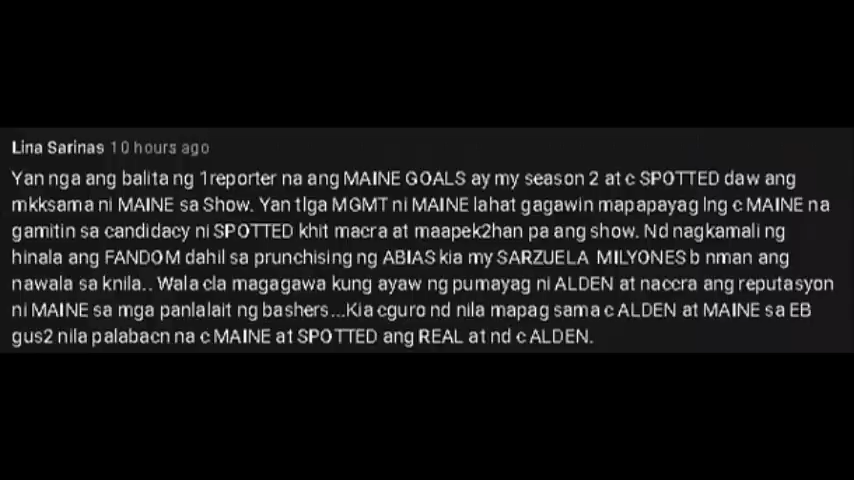 Lina Sarinas 10 hours ago
Yan nga ang balita ng 1reporter na ang MAINE GOALS ay my season 2 at c SPOTTED daw ang
mkksama ni MAINE sa Show. Yan tlga MGMT ni MAINE lahat gagawin mapapayag lng c MAINE na
gamitin sa candidacy ni SPOTTED khit macra at maapek2han pa ang show. Nd nagkamali ng
hinala ang FANDOM dahil sa prunchising ng ABIAS kia my SARZUELA MILYONES b nman ang
nawala sa knila.. Wala cla magagawa kung ayaw ng pumayag ni ALDEN at naccra ang reputasyon
ni MAINE sa mga panlalait ng bashers...Kia cguro nd nila mapag sama c ALDEN at MAINE sa EB
gus2 nila palabacn na c MAINE at SPOTTED ang REAL at nd c ALDEN.